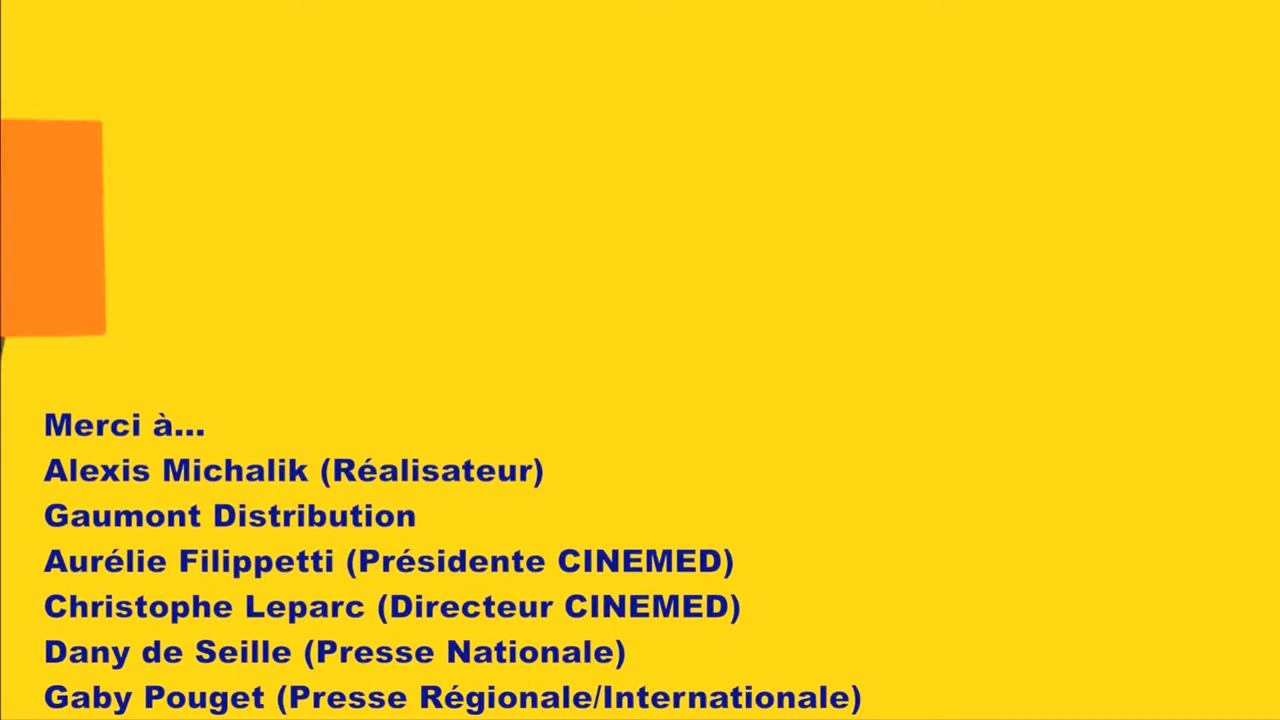 Merci à...
Alexis Michalik (Réalisateur)
Gaumont Distribution
Aurélie Filippetti (Présidente CINEMED)
Christophe Leparc (Directeur CINEMED)
Dany de Seille (Presse Nationale)
Gaby Pouget (Presse Régionale/Internationale)